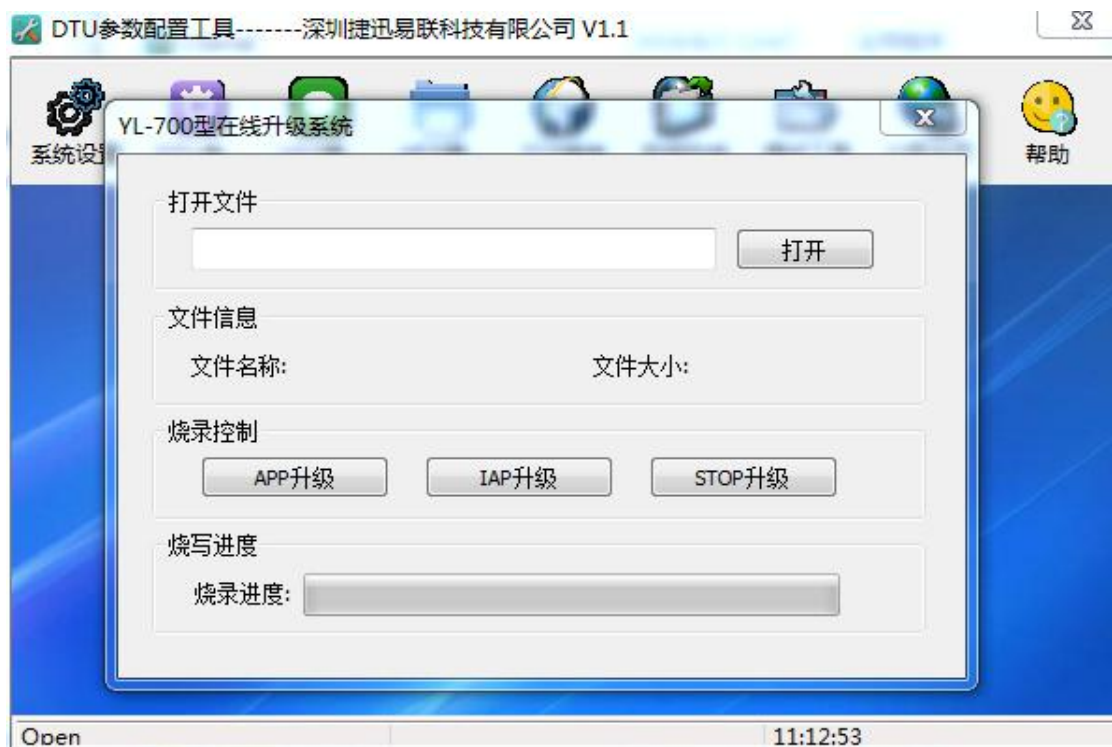 DTU参数配置工具-------深圳捷迅易联科技有限公司 V1.1
YL-700型在线升级系统
系统设
帮助
打开文件
打开
文件信息
文件名称:
文件大小:
烧录控制
APP升级
IAP升级
STOP升级
烧写进度
烧录进度:
Open
11:12:53